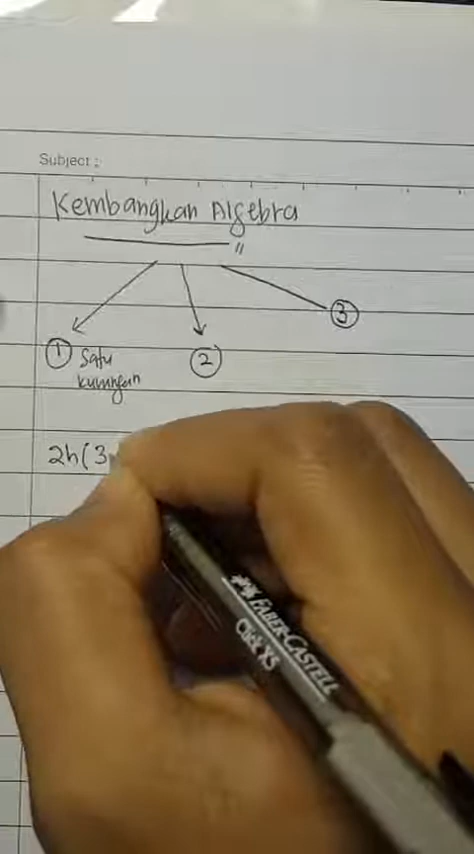 Subject :
Kembangkan Algebra
"
① Satu
kurungan
②
③
2h(3
FABER-CASTELL
Click X5